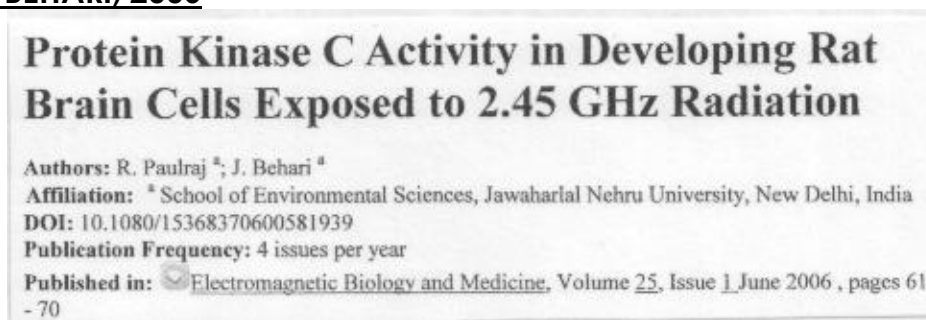 BEHARI, 2006
Protein Kinase C Activity in Developing Rat
Brain Cells Exposed to 2.45 GHz Radiation
Authors: R. Paulraj ª; J. Behari ª
Affiliation: ª School of Environmental Sciences, Jawaharlal Nehru University, New Delhi, India
DOI: 10.1080/15368370600581939
Publication Frequency: 4 issues per year
Published in: Electromagnetic Biology and Medicine, Volume 25, Issue 1 June 2006 , pages 61
- 70